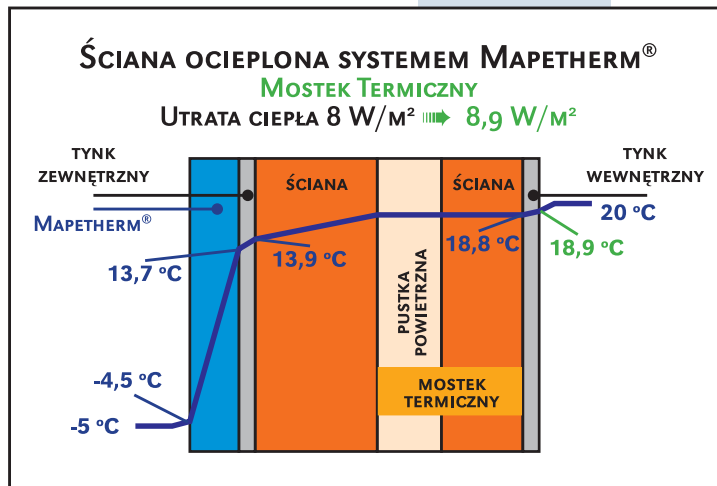 ŚCIANA OCIEPLONA SYSTEMEM MAPETHERM®
MOSTEK TERMICZNY
UTRATA CIEPŁA 8 W/M² 8,9 W/M²
TYNK
ZEWNĘTRZNY
MAPETHERM®
ŚCIANA
ŚCIANA
TYNK
WEWNĘTRZNY
20 °C
13,7 °C
13,9 °C
18,8 °C
18,9 °C
PUSTKA
POWIETRZNA
-4,5 °C
-5 °C
MOSTEK
TERMICZNY